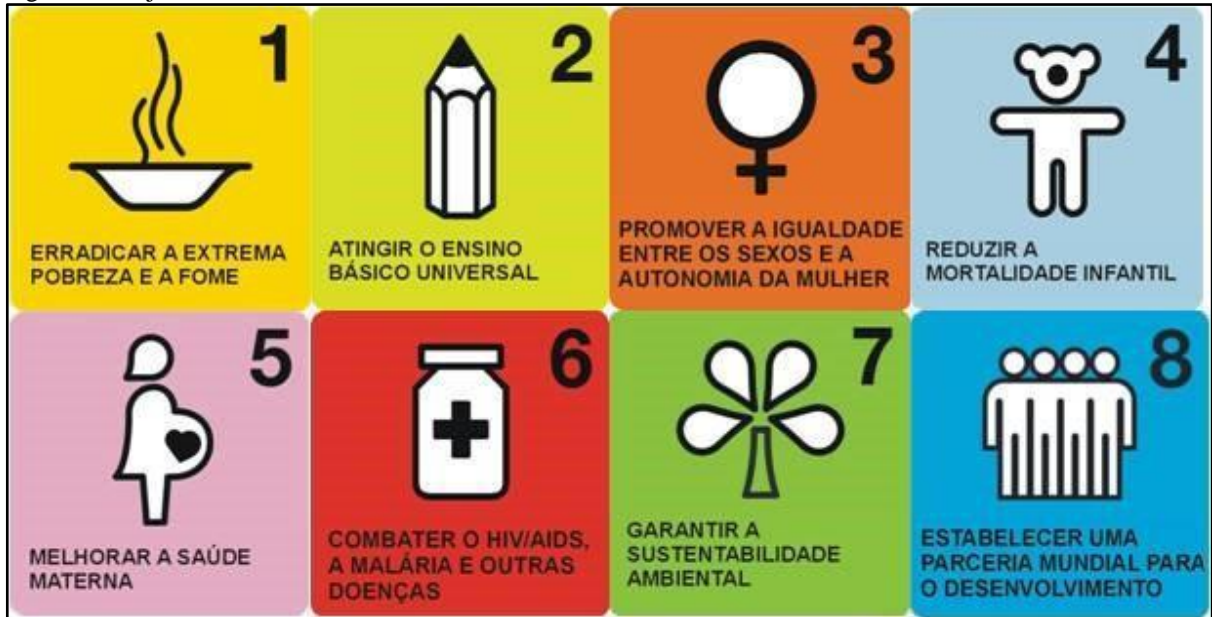 1
ERRADICAR A EXTREMA
POBREZA E A FOME
2
ATINGIR O ENSINO
BÁSICO UNIVERSAL
3
PROMOVER A IGUALDADE
ENTRE OS SEXOS E A
AUTONOMIA DA MULHER
4
REDUZIR A
MORTALIDADE INFANTIL
5
MELHORAR A SAÚDE
MATERNA
6
COMBATER O HIV/AIDS,
A MALÁRIA E OUTRAS
DOENÇAS
7
GARANTIR A
SUSTENTABILIDADE
AMBIENTAL
8
ESTABELECER UMA
PARCERIA MUNDIAL PARA
O DESENVOLVIMENTO